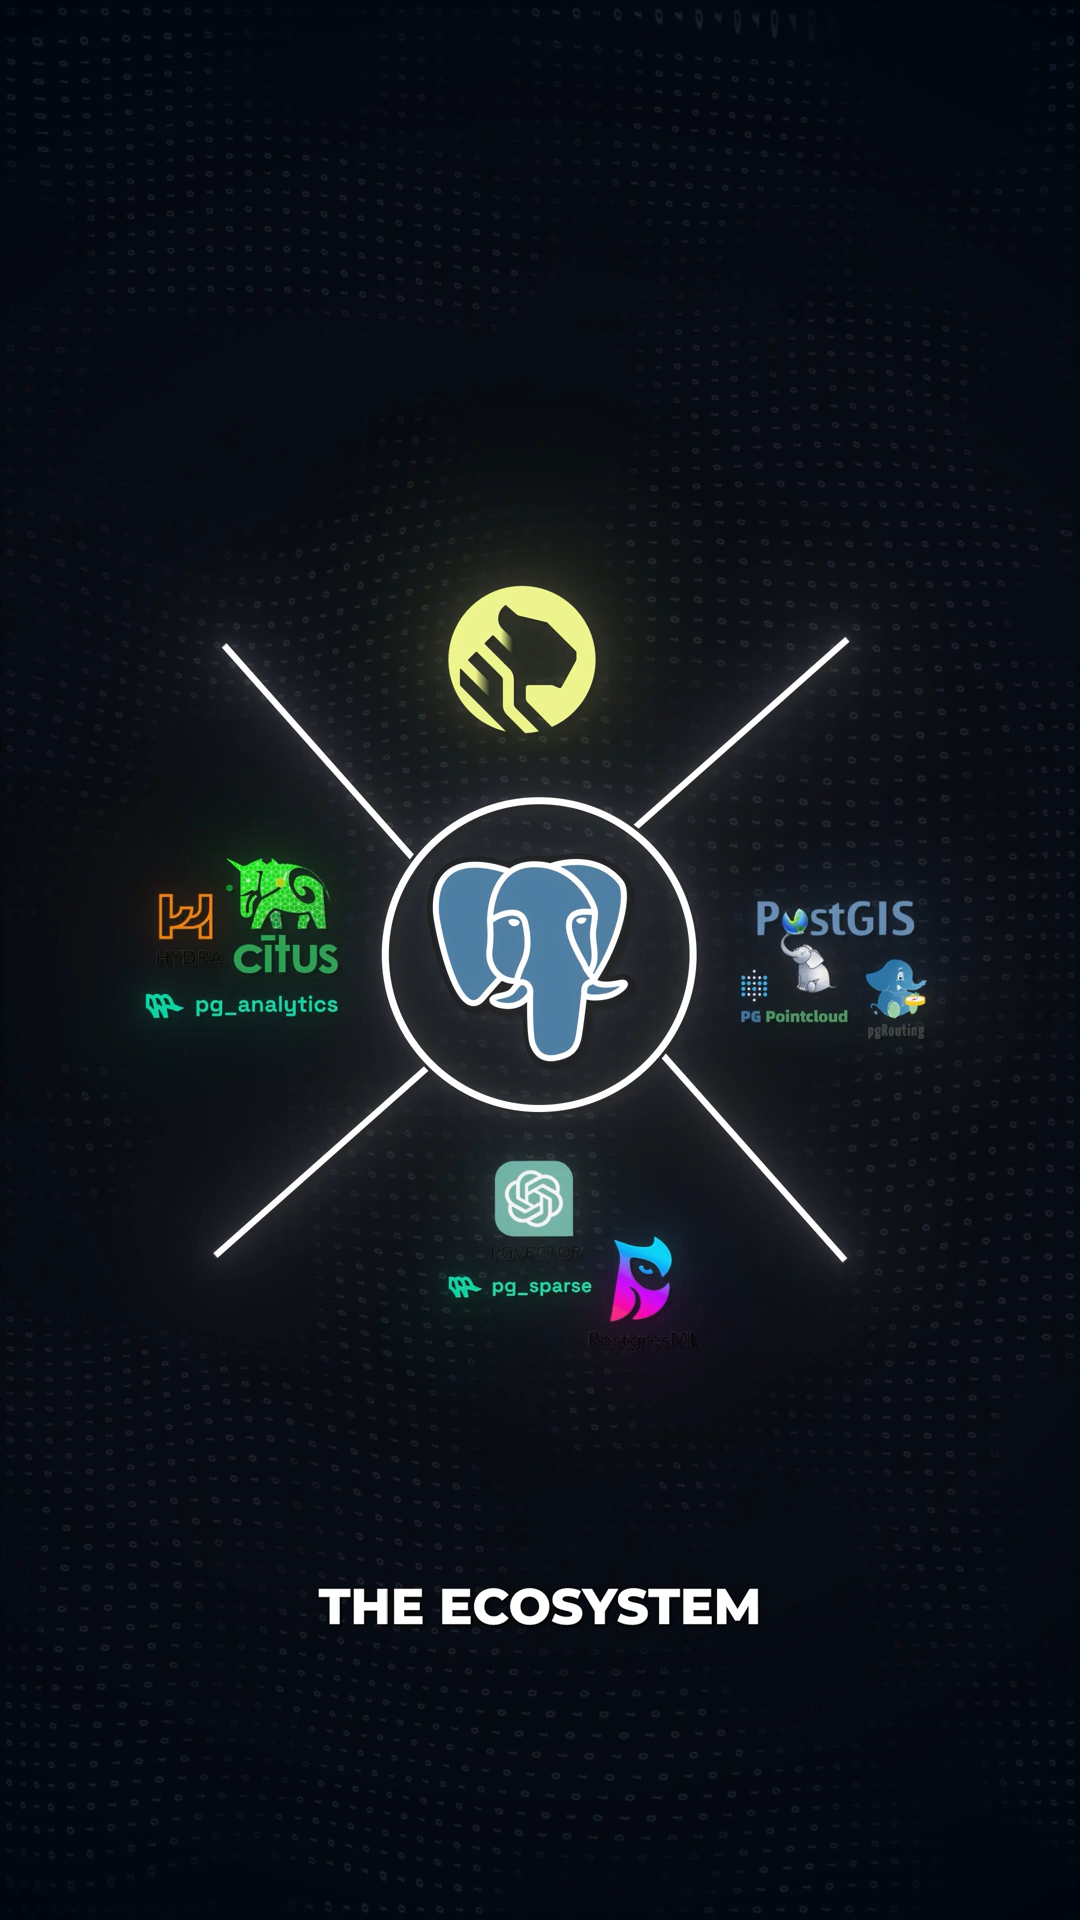 HYDRA
citus
pg_analytics
PostGIS
PG Pointcloud
pgRouting
PGVECTOR
pg_sparse
PostgresML
THE ECOSYSTEM